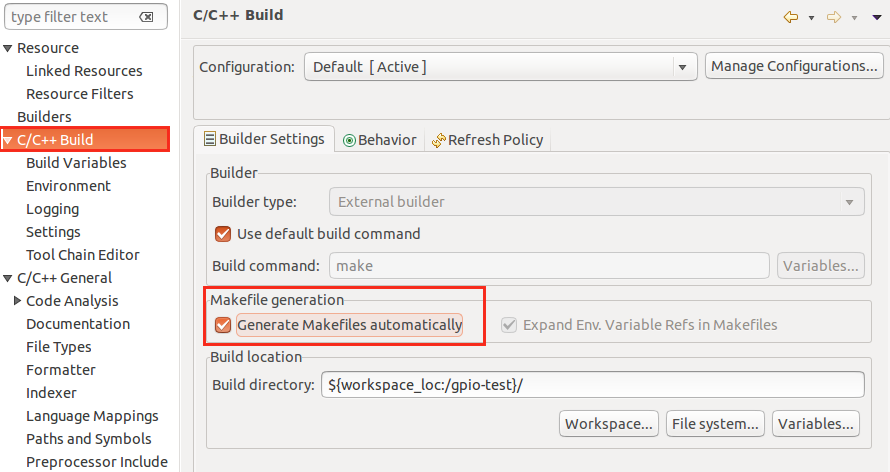 type filter text
Resource
Linked Resources
Resource Filters
Builders
C/C++ Build
Build Variables
Environment
Logging
Settings
Tool Chain Editor
C/C++ General
Code Analysis
Documentation
File Types
Formatter
Indexer
Language Mappings
Paths and Symbols
Preprocessor Include
C/C++ Build
Configuration: Default [ Active ] Manage Configurations...
Builder Settings Behavior Refresh Policy
Builder
Builder type: External builder
Use default build command
Build command: make Variables...
Makefile generation
Generate Makefiles automatically Expand Env. Variable Refs in Makefiles
Build location
Build directory: ${workspace_loc:/gpio-test}/
Workspace... File system... Variables...